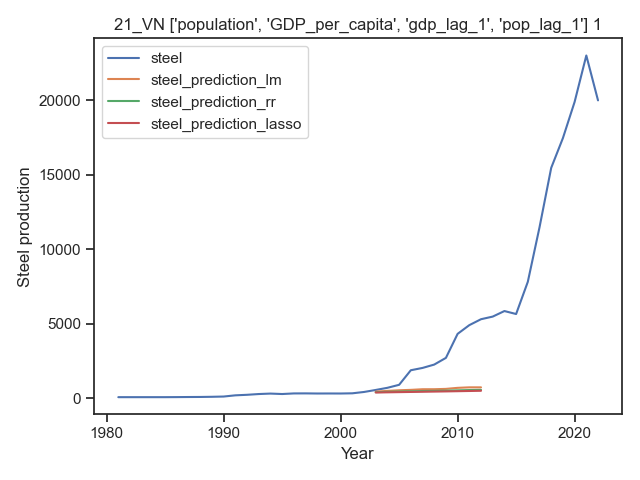 21_VN ['population', 'GDP_per_capita', 'gdp_lag_1', 'pop_lag_1'] 1
steel
steel_prediction_lm
steel_prediction_rr
steel_prediction_lasso
20000
15000
10000
5000
0
Steel production
1980 1990 2000 2010 2020
Year